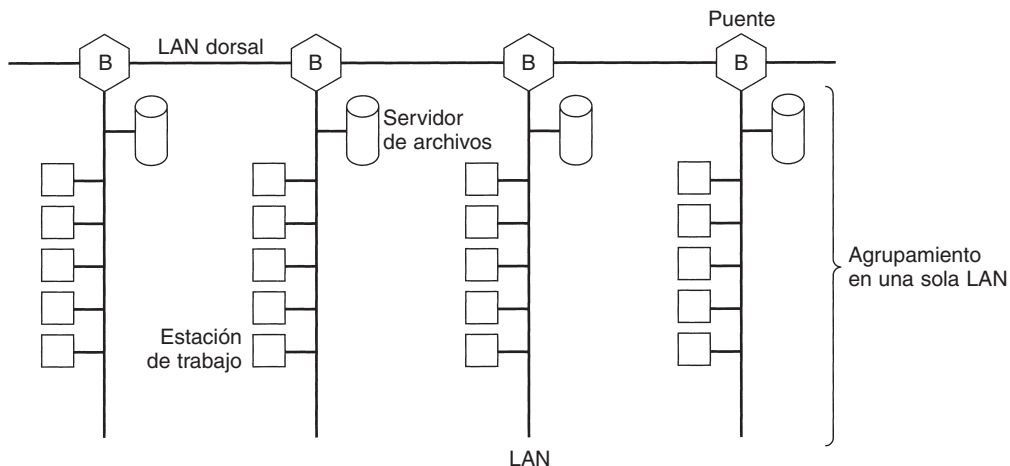 Puente
LAN dorsal
B
B
B
B
Servidor
de archivos
Agrupamiento
en una sola LAN
Estación
de trabajo
LAN